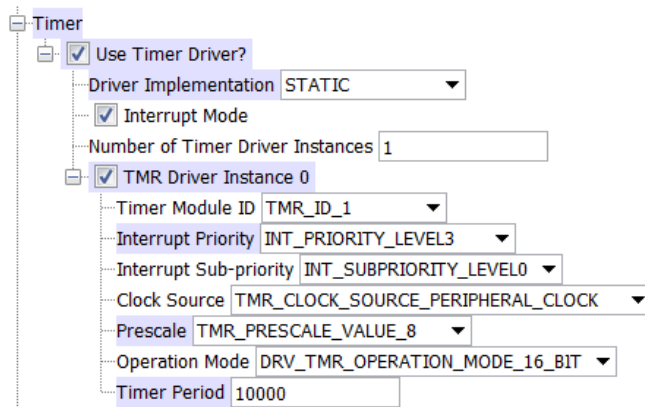 Timer
Use Timer Driver?
Driver Implementation STATIC
Interrupt Mode
Number of Timer Driver Instances 1
TMR Driver Instance 0
Timer Module ID TMR_ID_1
Interrupt Priority INT_PRIORITY_LEVEL3
Interrupt Sub-priority INT_SUBPRIORITY_LEVEL0
Clock Source TMR_CLOCK_SOURCE_PERIPHERAL_CLOCK
Prescale TMR_PRESCALE_VALUE_8
Operation Mode DRV_TMR_OPERATION_MODE_16_BIT
Timer Period 10000